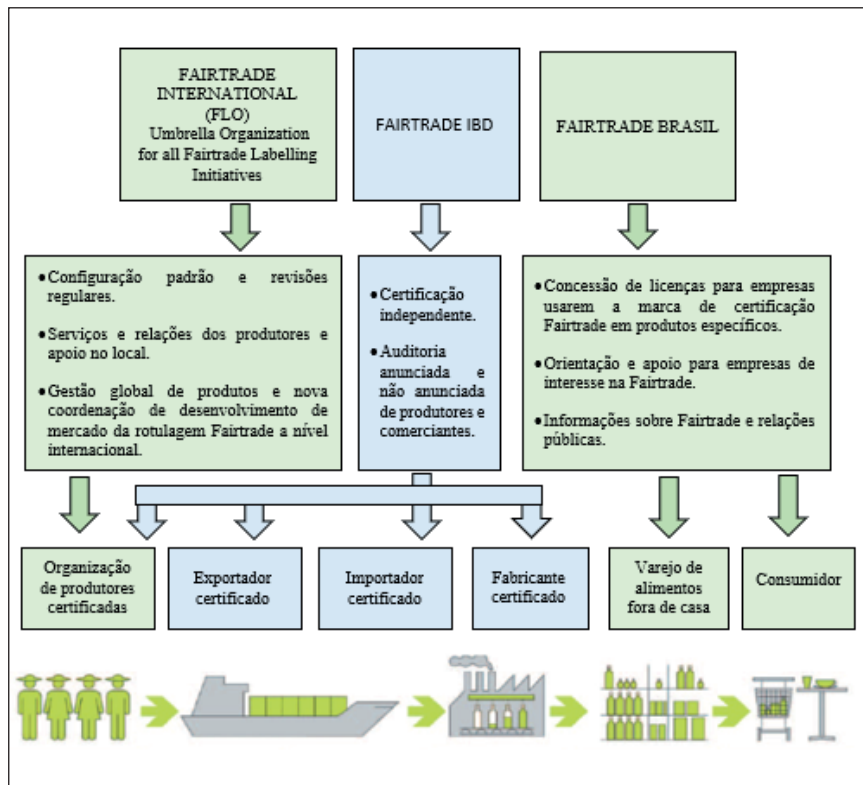 FAIRTRADE
INTERNATIONAL
(FLO)
Umbrella Organization
for all Fairtrade Labelling
Initiatives
FAIRTRADE IBD
FAIRTRADE BRASIL
•Configuração padrão e revisões
regulares.
•Serviços e relações dos produtores e
apoio no local.
•Gestão global de produtos e nova
coordenação de desenvolvimento de
mercado da rotulagem Fairtrade a nível
internacional.
•Certificação
independente.
•Auditoria
anunciada e
não anunciada
de produtores e
comerciantes.
•Concessão de licenças para empresas
usarem a marca de certificação
Fairtrade em produtos específicos.
•Orientação e apoio para empresas de
interesse na Fairtrade.
•Informações sobre Fairtrade e relações
públicas.
Organização
de produtores
certificadas
Exportador
certificado
Importador
certificado
Fabricante
certificado
Varejo de
alimentos
fora de casa
Consumidor